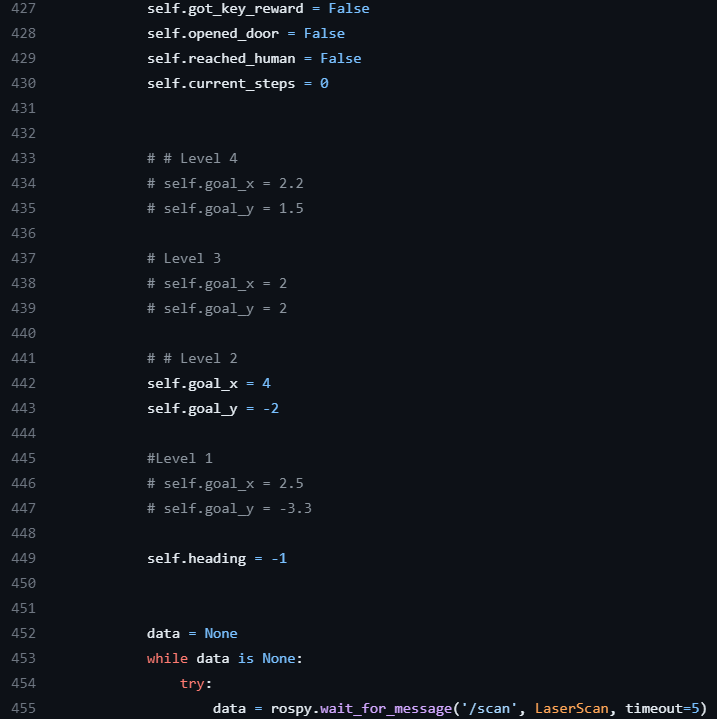 427 self.got_key_reward = False
428 self.opened_door = False
429 self.reached_human = False
430 self.current_steps = 0
431
432
433 # # Level 4
434 # self.goal_x = 2.2
435 # self.goal_y = 1.5
436
437 # Level 3
438 # self.goal_x = 2
439 # self.goal_y = 2
440
441 # # Level 2
442 self.goal_x = 4
443 self.goal_y = -2
444
445 #Level 1
446 # self.goal_x = 2.5
447 # self.goal_y = -3.3
448
449 self.heading = -1
450
451
452 data = None
453 while data is None:
454 try:
455 data = rospy.wait_for_message('/scan', LaserScan, timeout=5)